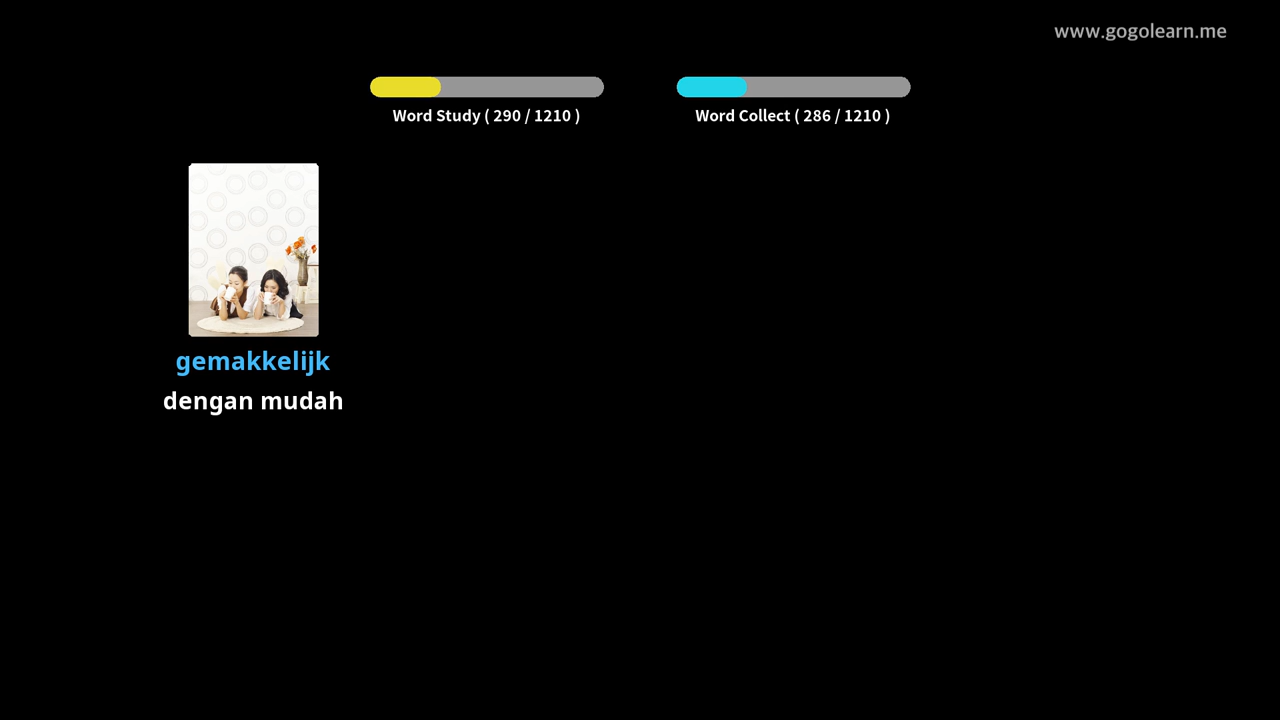 www.gogolearn.me
Word Study ( 290 / 1210 )
Word Collect ( 286 / 1210 )
gemakkelijk
dengan mudah